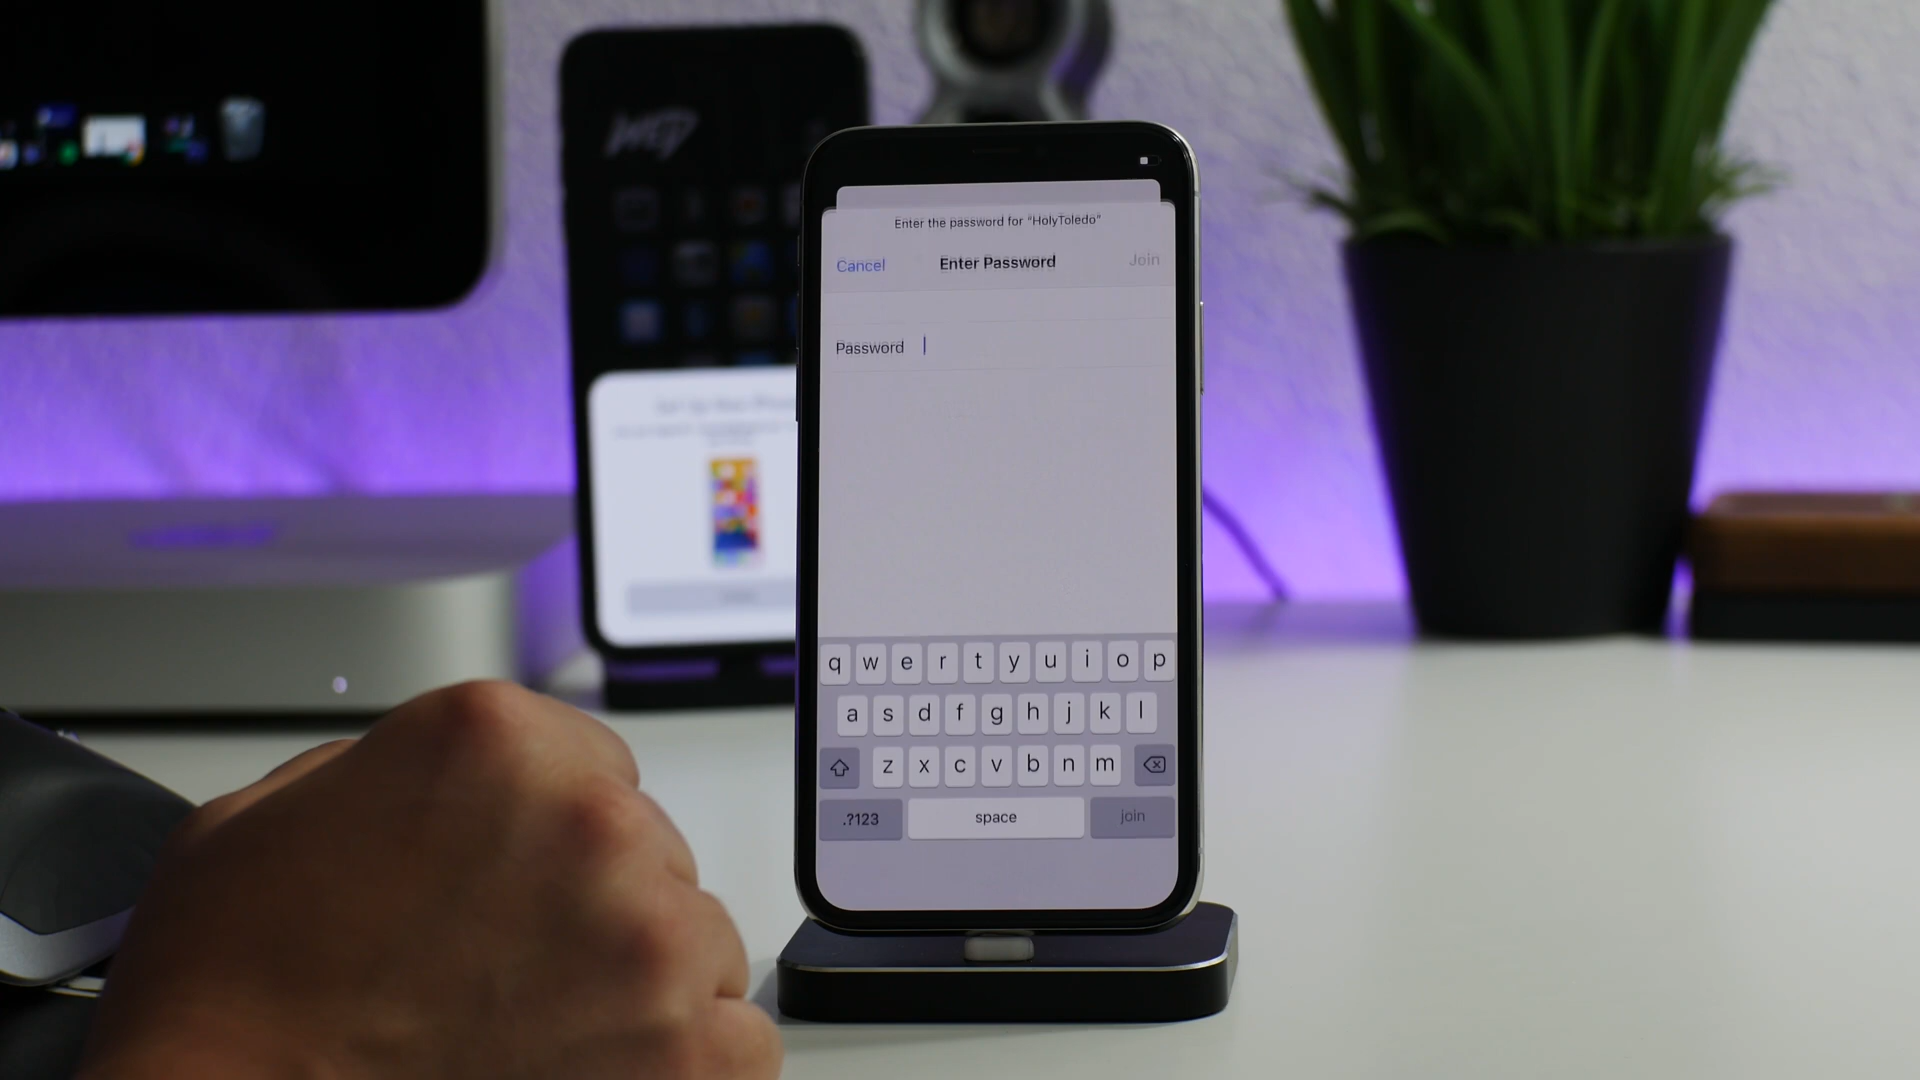 Enter the password for “HolyToledo”
Cancel Enter Password Join
Password
q w e r t y u i o p
a s d f g h j k l
z x c v b n m
.?123 space join